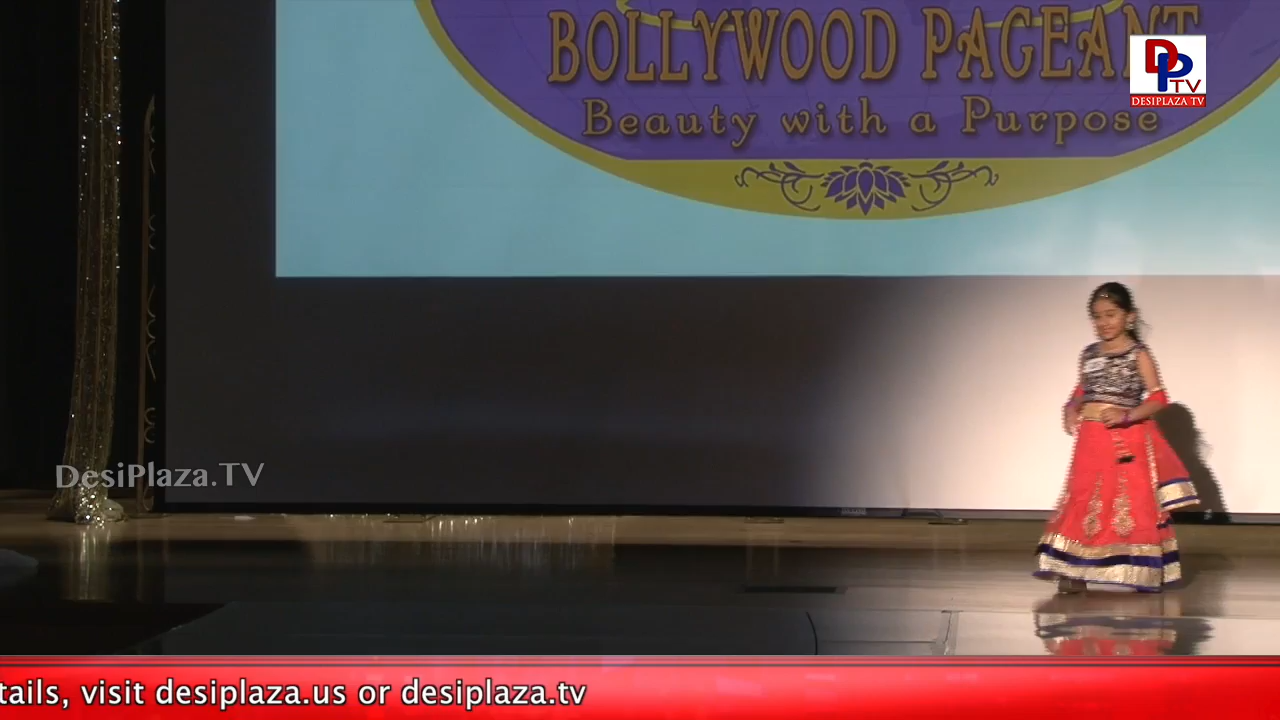 BOLLYWOOD PAGEANT
Beauty with a Purpose
DP
TV
DESIPLAZA TV
DesiPlaza.TV
tails, visit desiplaza.us or desiplaza.tv